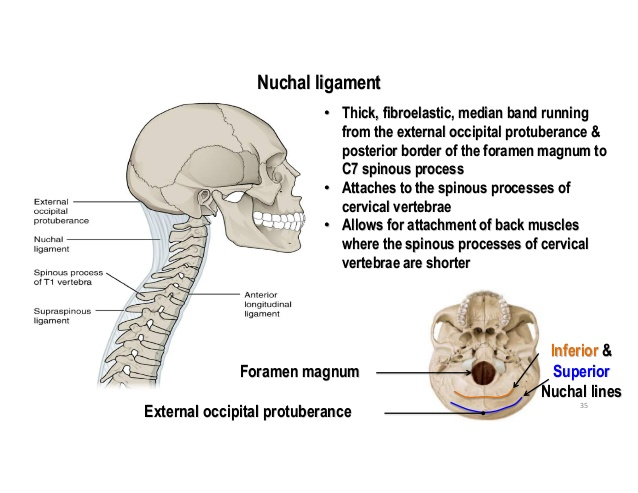 Nuchal ligament
• Thick, fibroelastic, median band running
from the external occipital protuberance &
posterior border of the foramen magnum to
C7 spinous process
• Attaches to the spinous processes of
cervical vertebrae
• Allows for attachment of back muscles
where the spinous processes of cervical
vertebrae are shorter
External
occipital
protuberance
Nuchal
ligament
Spinous process
of T1 vertebra
Supraspinous
ligament
Anterior
longitudinal
ligament
Foramen magnum
External occipital protuberance
Inferior &
Superior
Nuchal lines
35